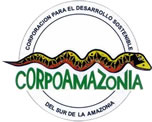 CORPORACION PARA EL DESARROLLO SOSTENIBLE
CORPOAMAZONIA
DEL SUR DE LA AMAZONIA